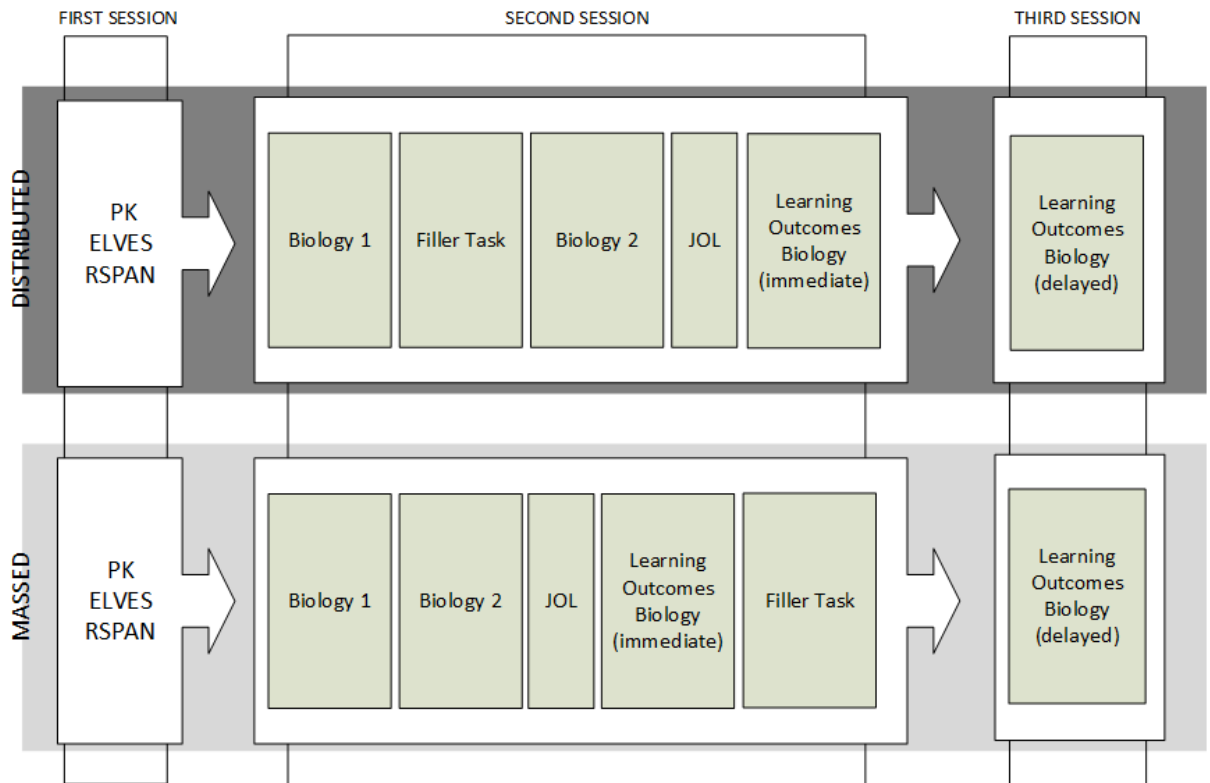 FIRST SESSION
SECOND SESSION
THIRD SESSION
DISTRIBUTED
PK
ELVES
RSPAN
Biology 1
Filler Task
Biology 2
JOL
Learning
Outcomes
Biology
(immediate)
Learning
Outcomes
Biology
(delayed)
MASSED
PK
ELVES
RSPAN
Biology 1
Biology 2
JOL
Learning
Outcomes
Biology
(immediate)
Filler Task
Learning
Outcomes
Biology
(delayed)